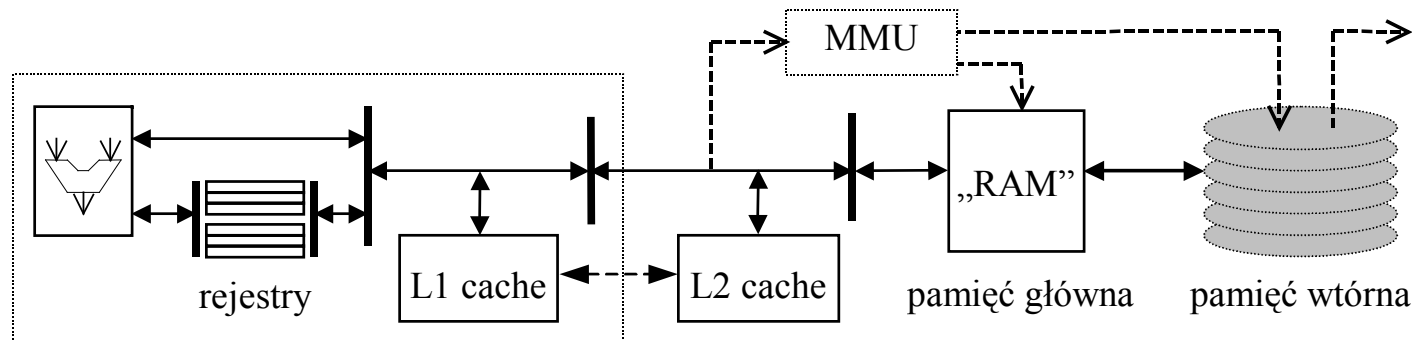 MMU
„RAM”
L1 cache
L2 cache
rejestry
pamięć główna
pamięć wtórna